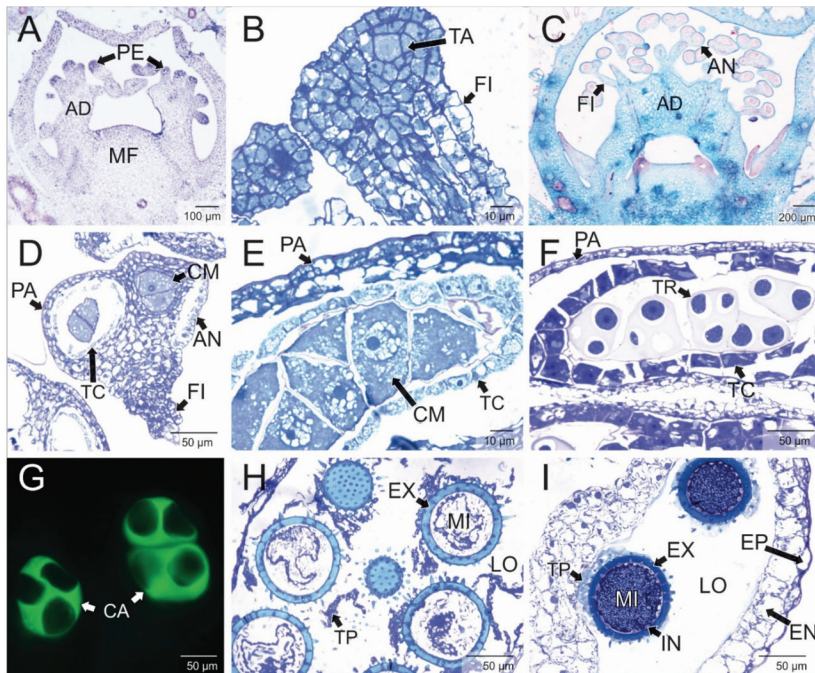 A
PE
AD
MF
100 µm
B
TA
FI
10 µm
C
AN
FI
AD
200 µm
D
CM
PA
AN
TC
FI
50 µm
E
PA
CM
TC
10 µm
F
PA
TR
TC
50 µm
G
CA
50 µm
H
EX
MI
LO
TP
50 µm
I
EX
EP
TP
LO
MI
IN
EN
50 µm